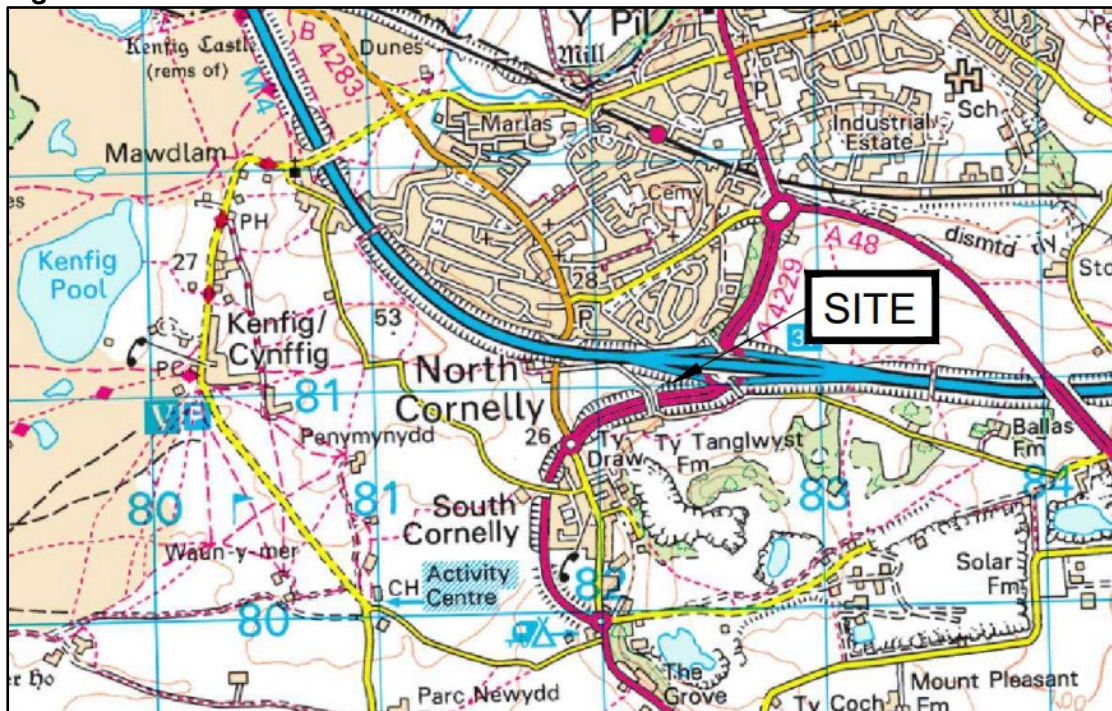 Kenfig Castle
(rems of)
B 4283
M4
Dunes
Y Pil
Mill
P
Sch
Industrial
Estate
Marlas
Mawdlam
Cemy
PH
Kenfig
Pool
27
28
A 48
dismtd rly
A 4229
SITE
53
P
Kenfig/
Cynffig
PC
North
Cornelly
81
V
P
26
Penymynydd
Ty
Draw
Ty Tanglwyst
Fm
Ballas
Fm
80
81
83
84
South
Cornelly
Waun-y-mer
CH
Activity
Centre
82
Solar
Fm
80
The
Grove
Parc Newydd
Ty Coch
Mount Pleasant
Fm